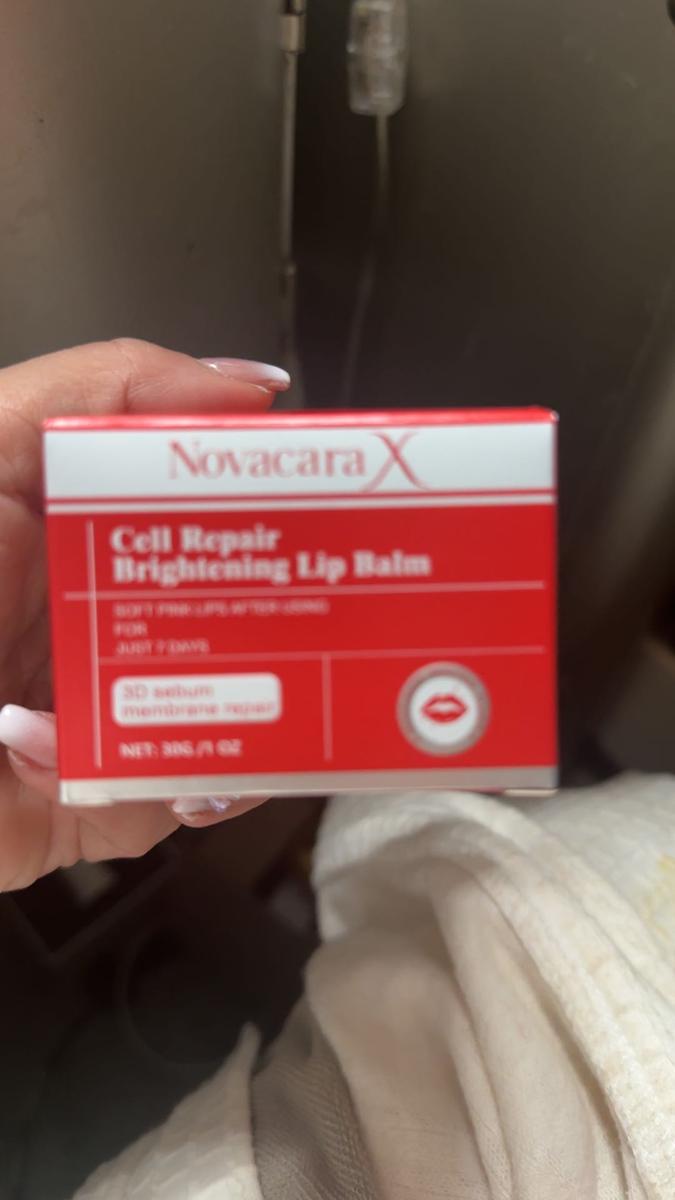 Novacara X
Cell Repair
Brightening Lip Balm
SOFT PINK LIPS AFTER USING
FOR
JUST 7 DAYS
3D sebum
membrane repair
NET: 30G /1 OZ